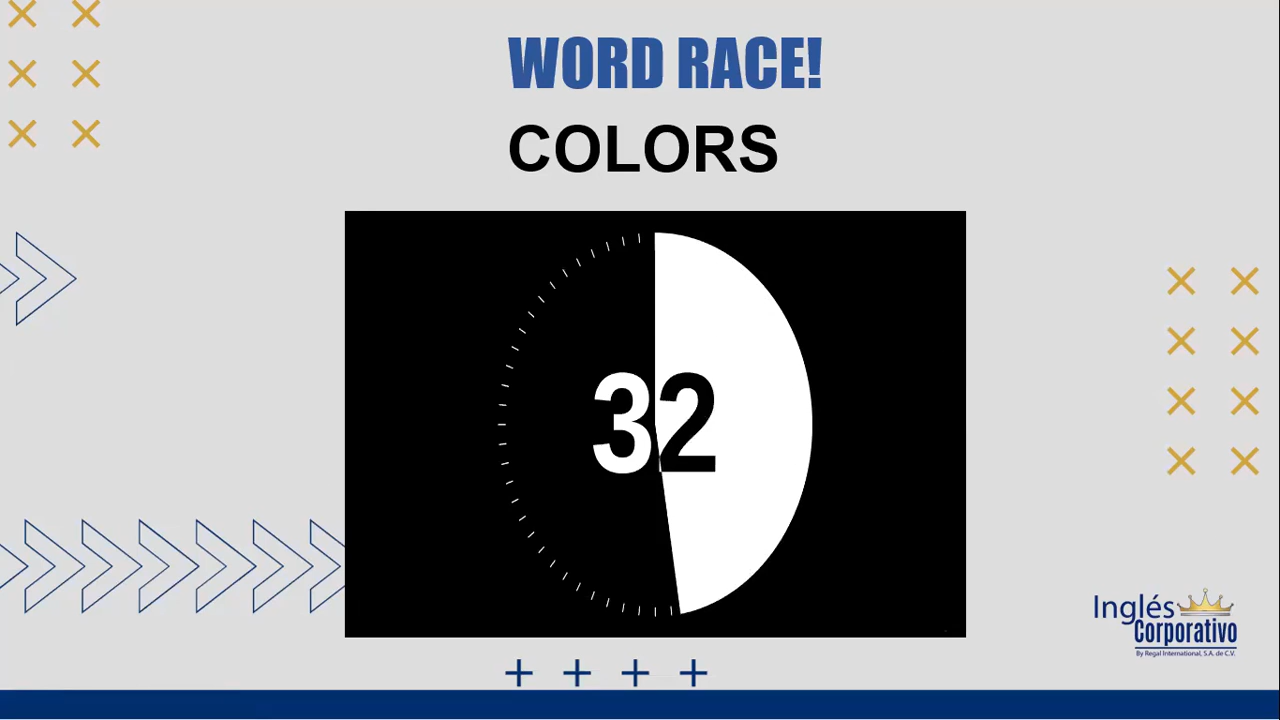 WORD RACE!
COLORS
32
Inglés
Corporativo
By Regal International, S.A. de C.V.